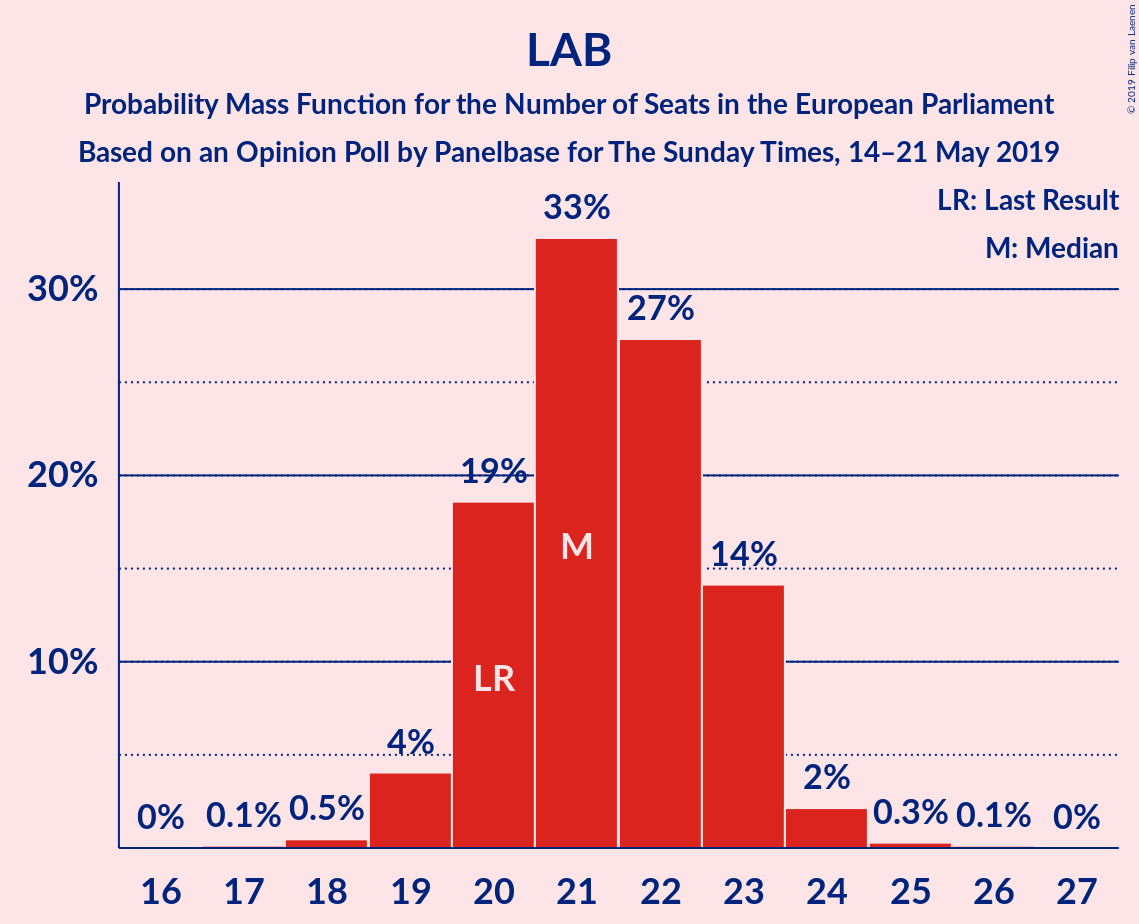 LAB
Probability Mass Function for the Number of Seats in the European Parliament
Based on an Opinion Poll by Panelbase for The Sunday Times, 14–21 May 2019
© 2019 Filip van Laenen
LR: Last Result
M: Median
30%
20%
10%
0%
0.1%
0.5%
4%
19%
33%
27%
14%
2%
0.3%
0.1%
0%
LR
M
16 17 18 19 20 21 22 23 24 25 26 27